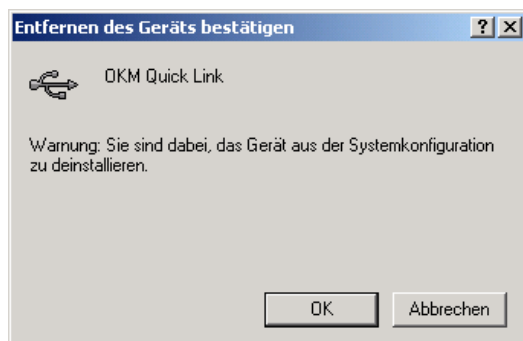 Entfernen des Geräts bestätigen
OKM Quick Link
Warnung: Sie sind dabei, das Gerät aus der Systemkonfiguration
zu deinstallieren.
OK
Abbrechen